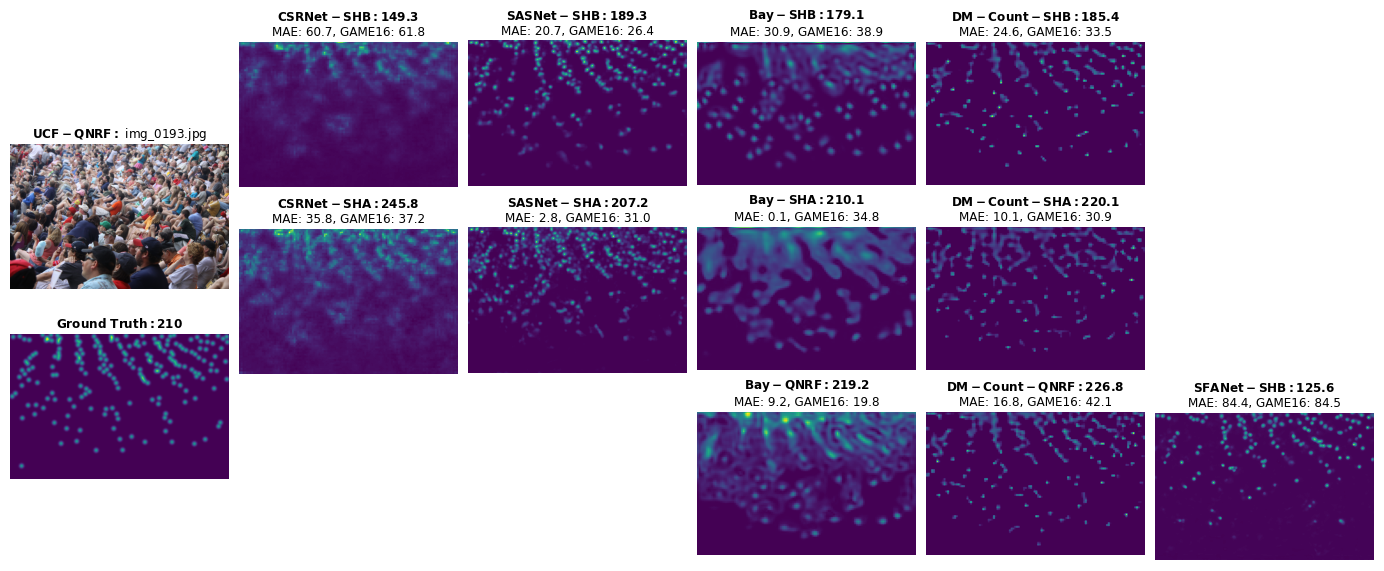 UCF − QNRF : img_0193.jpg
Ground Truth : 210
CSRNet − SHB : 149.3
MAE: 60.7, GAME16: 61.8
SASNet − SHB : 189.3
MAE: 20.7, GAME16: 26.4
Bay − SHB : 179.1
MAE: 30.9, GAME16: 38.9
DM − Count − SHB : 185.4
MAE: 24.6, GAME16: 33.5
CSRNet − SHA : 245.8
MAE: 35.8, GAME16: 37.2
SASNet − SHA : 207.2
MAE: 2.8, GAME16: 31.0
Bay − SHA : 210.1
MAE: 0.1, GAME16: 34.8
DM − Count − SHA : 220.1
MAE: 10.1, GAME16: 30.9
Bay − QNRF : 219.2
MAE: 9.2, GAME16: 19.8
DM − Count − QNRF : 226.8
MAE: 16.8, GAME16: 42.1
SFANet − SHB : 125.6
MAE: 84.4, GAME16: 84.5